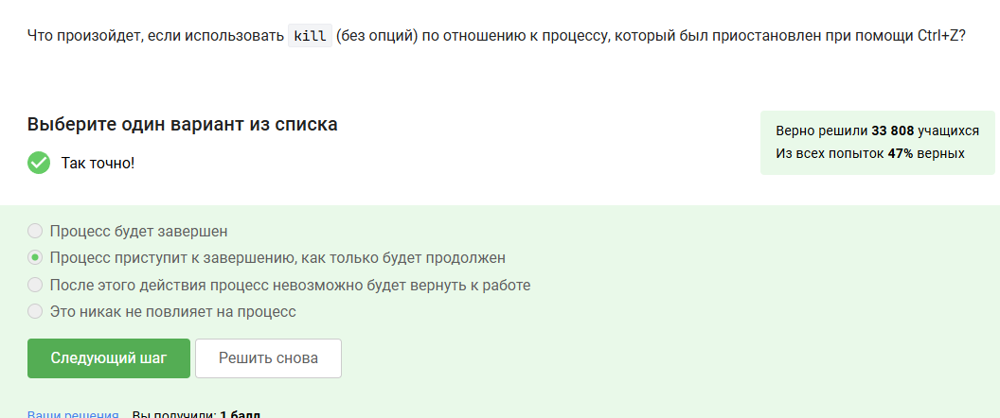 Что произойдет, если использовать kill (без опций) по отношению к процессу, который был приостановлен при помощи Ctrl+Z?
Выберите один вариант из списка
Так точно!
Верно решили 33 808 учащихся
Из всех попыток 47% верных
Процесс будет завершен
Процесс приступит к завершению, как только будет продолжен
После этого действия процесс невозможно будет вернуть к работе
Это никак не повлияет на процесс
Следующий шаг
Решить снова
Ваши решения Вы получили: 1 балл